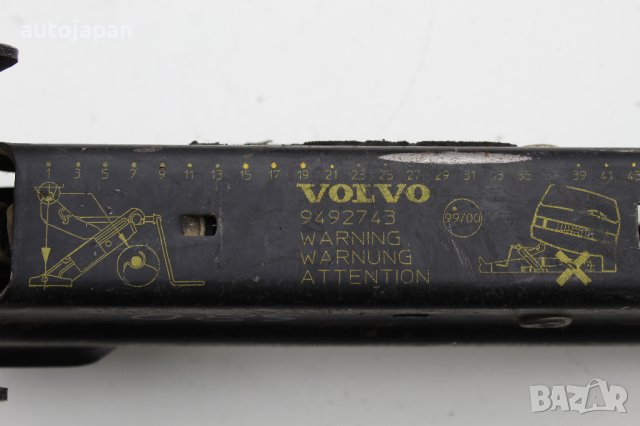 autojapan
1 3 5 7 9 11 13 15 17 19 21 23 25 27 29 31 33 35 39 41 43
VOLVO
9492743
99/00
WARNING
WARNUNG
ATTENTION
BAZAR